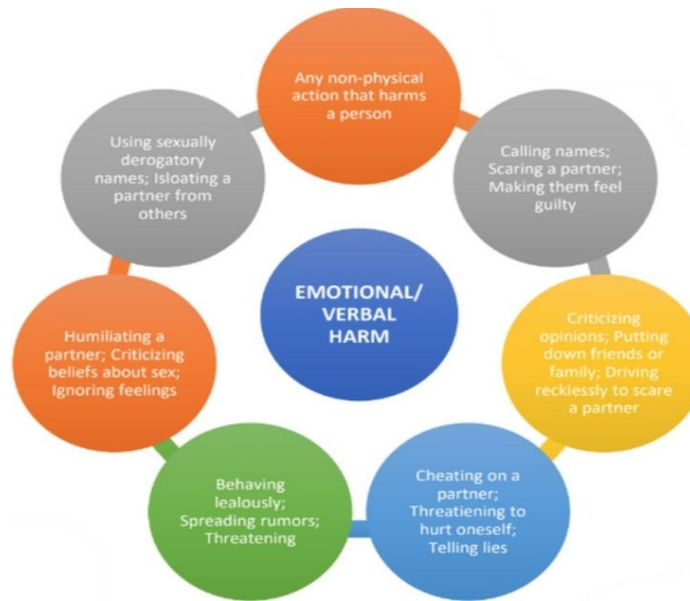 Any non-physical
action that harms
a person
Calling names;
Scaring a partner;
Making them feel
guilty
Criticizing
opinions; Putting
down friends or
family; Driving
recklessly to scare
a partner
Cheating on a
partner;
Threatiening to
hurt oneself;
Telling lies
Behaving
lealously;
Spreading rumors;
Threatening
Humiliating a
partner; Criticizing
beliefs about sex;
Ignoring feelings
Using sexually
derogatory
names; Isloating a
partner from
others
EMOTIONAL/
VERBAL
HARM